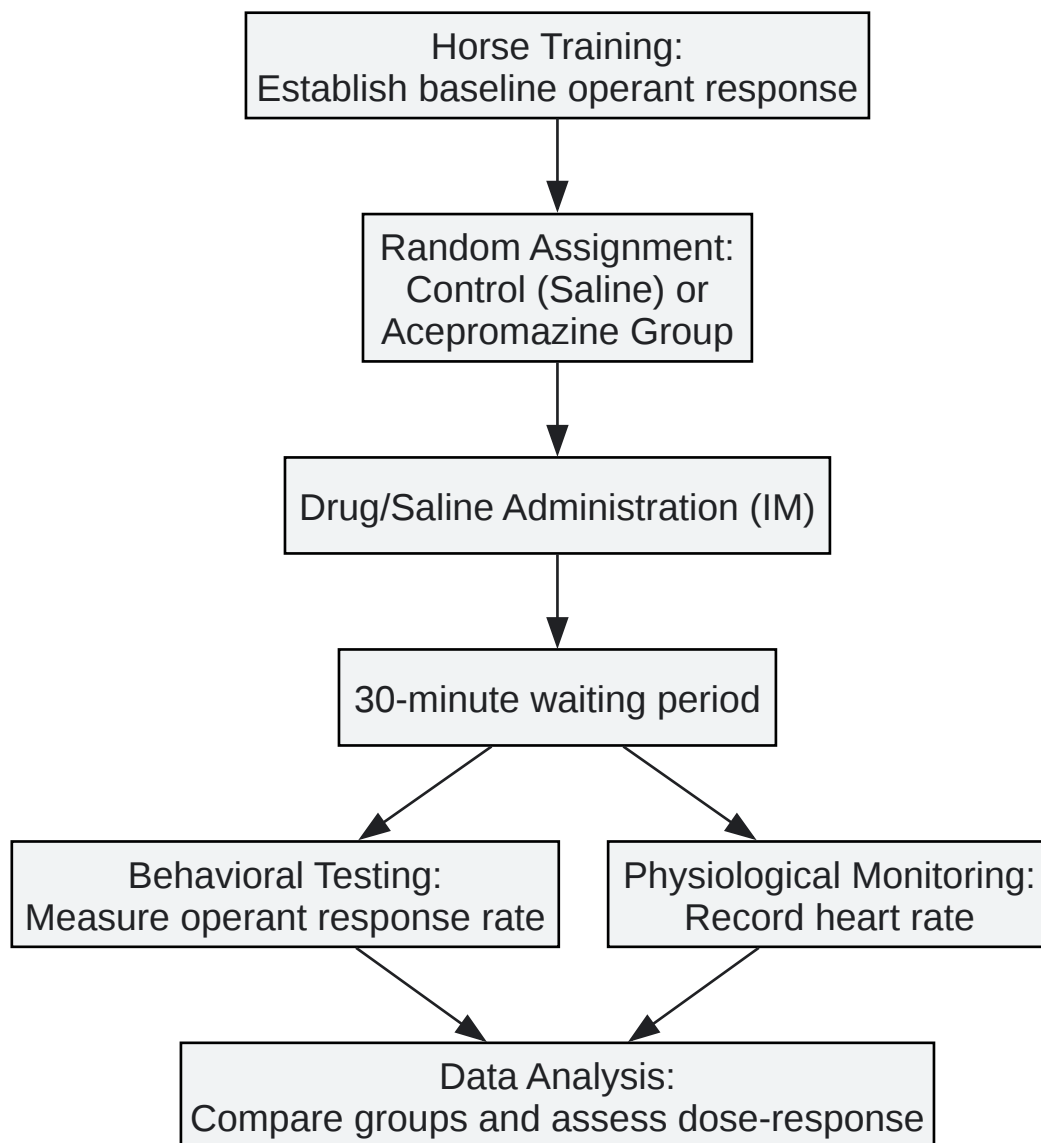 Horse Training:
Establish baseline operant response
Random Assignment:
Control (Saline) or
Acepromazine Group
Drug/Saline Administration (IM)
30-minute waiting period
Behavioral Testing:
Measure operant response rate
Physiological Monitoring:
Record heart rate
Data Analysis:
Compare groups and assess dose-response